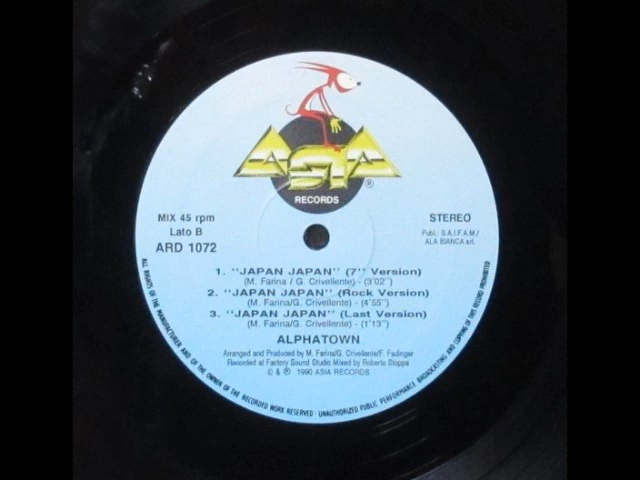 ASIA
®
RECORDS
MIX 45 rpm
Lato B
ARD 1072
STEREO
Publ.: S.A.I.F.A.M./
ALA BIANCA srl.
1. "JAPAN JAPAN" (7" Version)
(M. Farina / G. Crivellente) - (3'02")
2. "JAPAN JAPAN" (Rock Version)
(M. Farina/G. Crivellente) - (4'55")
3. "JAPAN JAPAN" (Last Version)
(M. Farina/G. Crivellente) - (1'13")
ALPHATOWN
Arranged and Produced by M. Farina/G. Crivellente/F. Fadinger
Recorded at Factory Sound Studio Mixed by Roberto Stoppa
© & ℗ 1990 ASIA RECORDS
ALL RIGHTS OF THE MANUFACTURER AND OF THE OWNER OF THE RECORDED WORK RESERVED - UNAUTHORIZED PUBLIC PERFORMANCE BROADCASTING AND COPYING OF THIS RECORD PROHIBITED